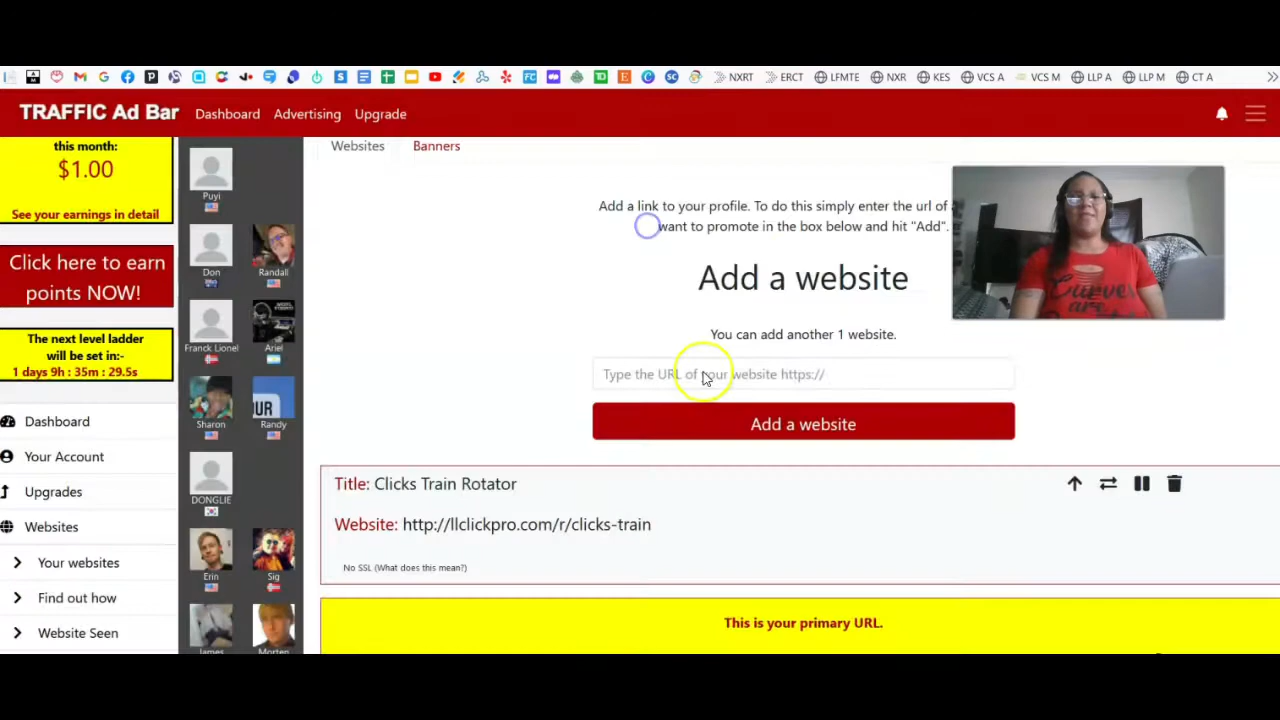 NXRT
ERCT
LFMTE
NXR
KES
VCS A
VCS M
LLP A
LLP M
CT A
TRAFFIC Ad Bar
Dashboard
Advertising
Upgrade
this month:
$1.00
See your earnings in detail
Click here to earn
points NOW!
The next level ladder
will be set in:-
1 days 9h : 35m : 29.5s
Dashboard
Your Account
Upgrades
Websites
Your websites
Find out how
Website Seen
Puyi
Don
Randall
Franck Lionel
Ariel
Sharon
Randy
DONGLIE
Erin
Sig
James
Morten
Websites
Banners
Add a link to your profile. To do this simply enter the url of
want to promote in the box below and hit "Add".
Add a website
You can add another 1 website.
Type the URL of your website https://
Add a website
Title: Clicks Train Rotator
Website: http://llclickpro.com/r/clicks-train
No SSL (What does this mean?)
This is your primary URL.